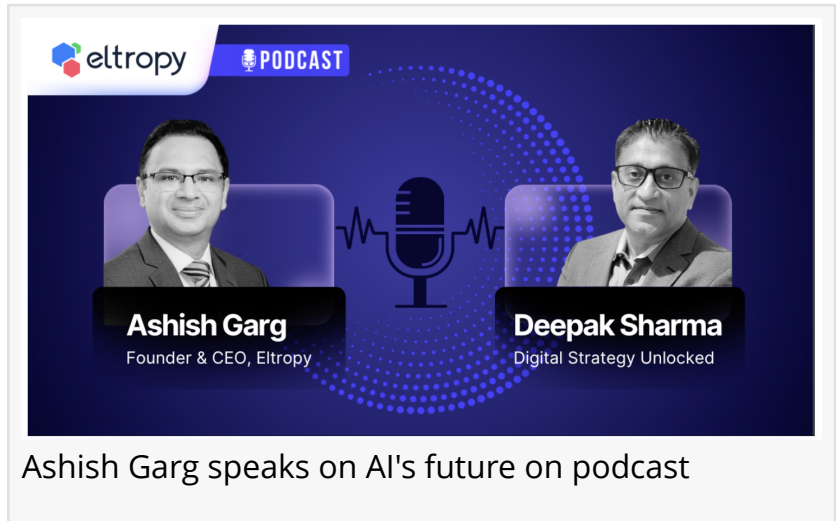 eltropy
PODCAST
Ashish Garg
Founder & CEO, Eltropy
Deepak Sharma
Digital Strategy Unlocked
Ashish Garg speaks on AI's future on podcast